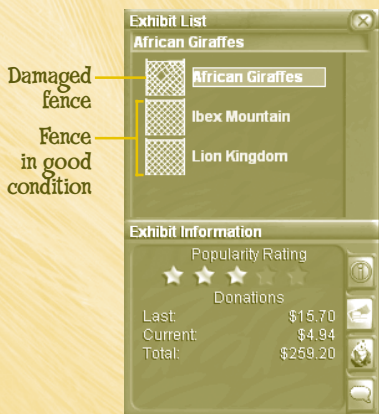 Exhibit List
African Giraffes
Damaged
fence
African Giraffes
Fence
in good
condition
Ibex Mountain
Lion Kingdom
Exhibit Information
Popularity Rating
Donations
Last: $15.70
Current: $4.94
Total: $259.20